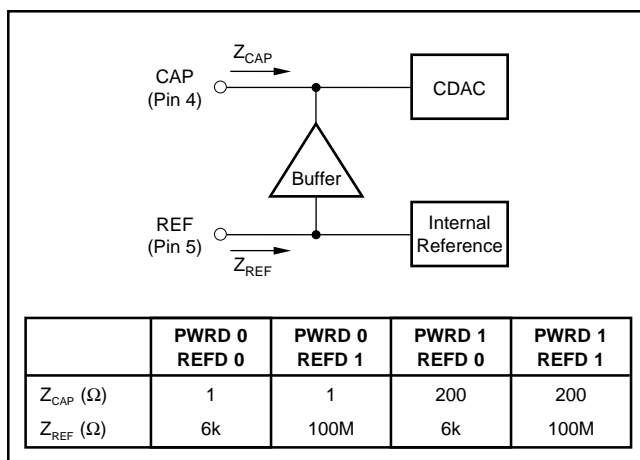 Z_CAP
CAP
(Pin 4)
CDAC
Buffer
REF
(Pin 5)
Z_REF
Internal
Reference
PWRD 0 PWRD 0 PWRD 1 PWRD 1
REFD 0 REFD 1 REFD 0 REFD 1
Z_CAP (Ω) 1 1 200 200
Z_REF (Ω) 6k 100M 6k 100M